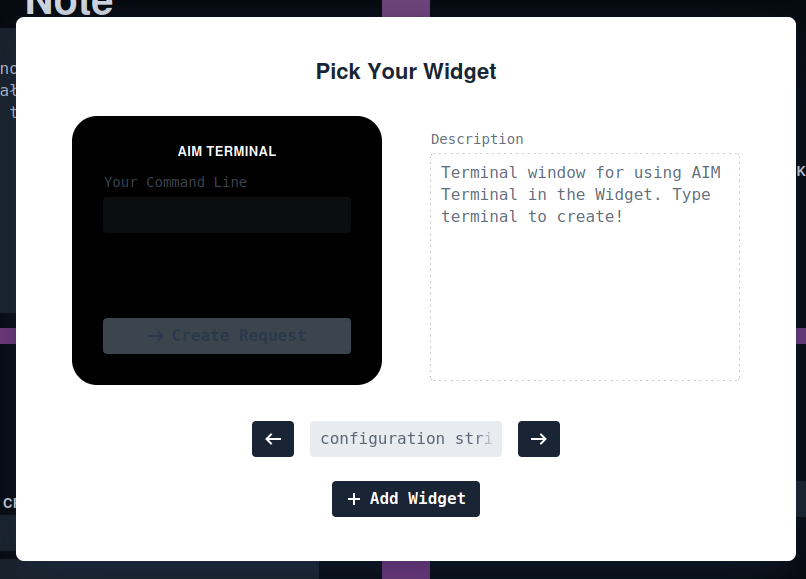 Note
Pick Your Widget
AIM TERMINAL
Your Command Line
→ Create Request
Description
Terminal window for using AIM
Terminal in the Widget. Type
terminal to create!
← configuration stri →
+ Add Widget